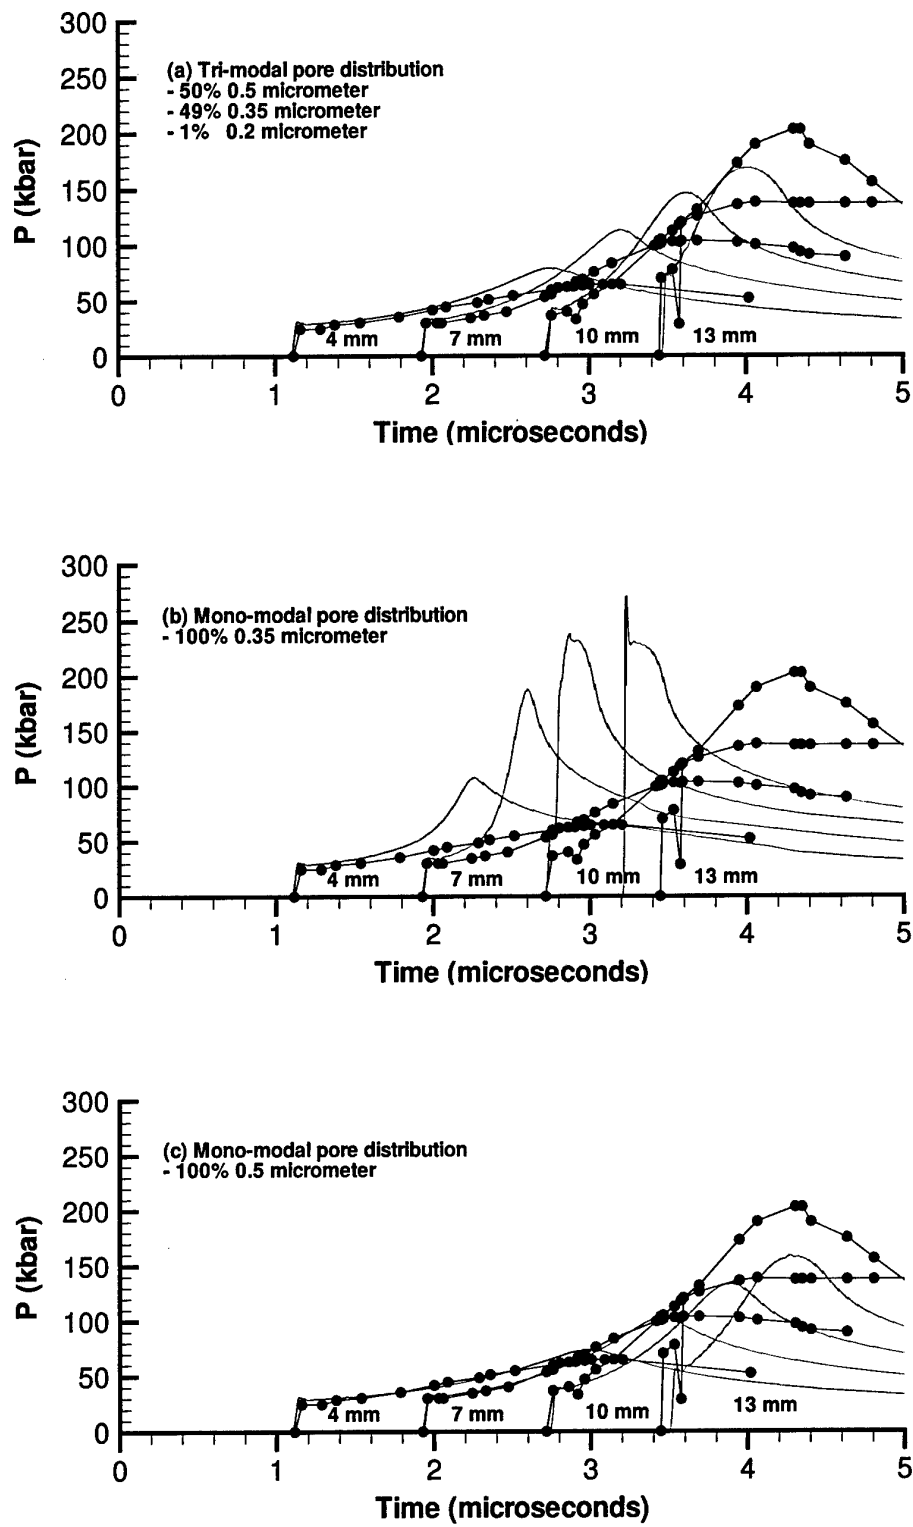 300
(a) Tri-modal pore distribution
- 50% 0.5 micrometer
- 49% 0.35 micrometer
- 1% 0.2 micrometer
250
200
150
100
50
0
P (kbar)
4 mm
7 mm
10 mm
13 mm
0 1 2 3 4 5
Time (microseconds)
300
(b) Mono-modal pore distribution
- 100% 0.35 micrometer
250
200
150
100
50
0
P (kbar)
4 mm
7 mm
10 mm
13 mm
0 1 2 3 4 5
Time (microseconds)
300
(c) Mono-modal pore distribution
- 100% 0.5 micrometer
250
200
150
100
50
0
P (kbar)
4 mm
7 mm
10 mm
13 mm
0 1 2 3 4 5
Time (microseconds)